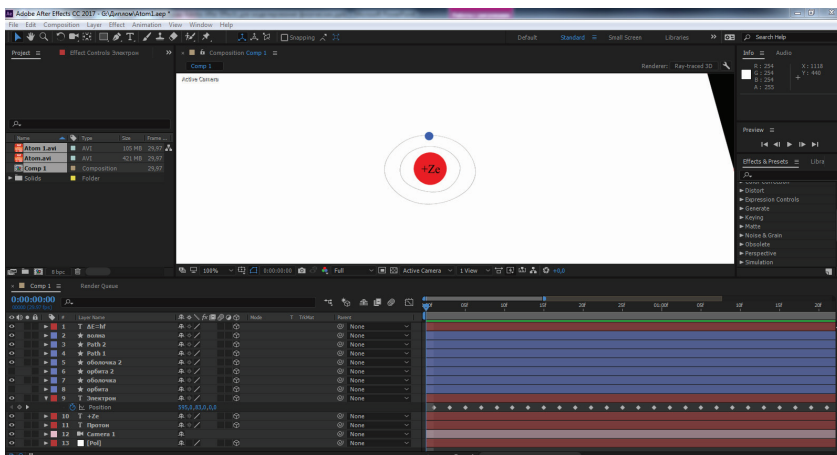 Adobe After Effects CC 2017 - G:\Диплом\Atom1.aep *
File Edit Composition Layer Effect Animation View Window Help
Snapping
Default Standard Small Screen Libraries Search Help
Project Effect Controls Электрон
Composition Comp 1
Info Audio
Comp 1
Renderer: Ray-traced 3D
Active Camera
R : 254
G : 254
B : 254
A : 255
X : 1118
Y : 440
+Ze
Name Type Size Frame ...
Atom 1.avi AVI 105 MB 29,97
Atom.avi AVI 421 MB 29,97
Comp 1 Composition 29,97
Solids Folder
Preview
Effects & Presets Libra
Distort
Expression Controls
Generate
Keying
Matte
Noise & Grain
Obsolete
Perspective
Simulation
8 bpc
100% 0:00:00:00 Full Active Camera 1 View +0,0
Comp 1 Render Queue
0:00:00:00
# Layer Name Mode T TrkMat Parent
1 T ΔE=hf None
2 волна None
3 Path 2 None
4 Path 1 None
5 оболочка 2 None
6 орбита 2 None
7 оболочка None
8 орбита None
9 T Электрон None
Position
10 T +Ze None
11 T Протон None
12 Camera 1 None
13 [Pol] None